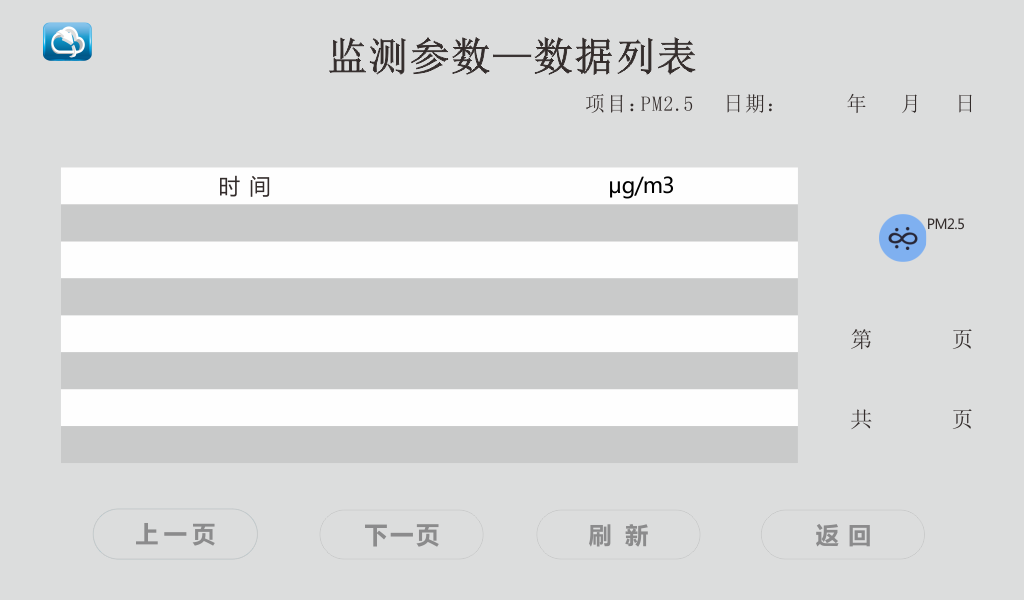 监测参数—数据列表
项目:PM2.5 日期: 年 月 日
时间 μg/m3
PM2.5
第 页
共 页
上一页 下一页 刷新 返回